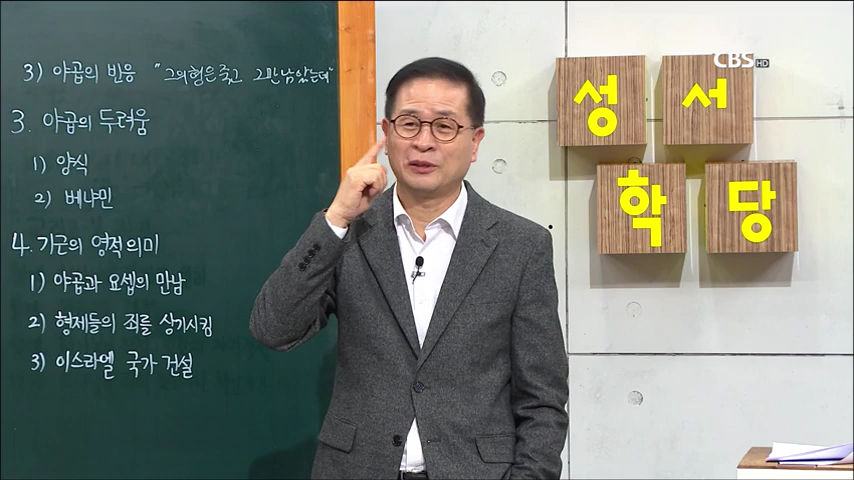 3) 야곱의 반응 "그의 형은 죽고 그만 남았는데"
3. 야곱의 두려움
1) 양식
2) 베냐민
4. 기근의 영적 의미
1) 야곱과 요셉의 만남
2) 형제들의 죄를 상기시킴
3) 이스라엘 국가 건설
CBS HD
성서
학당